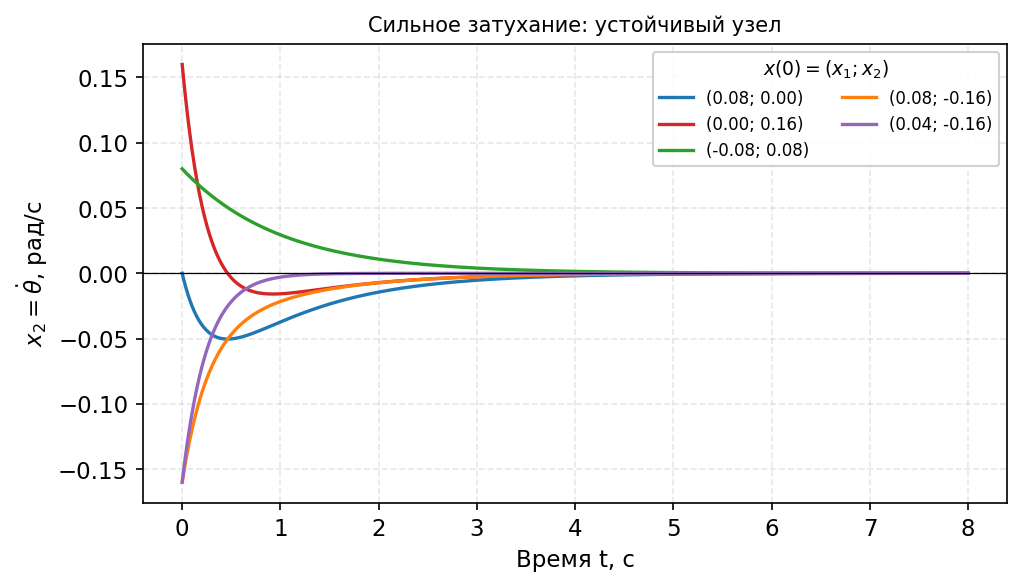 Сильное затухание: устойчивый узел
x(0) = (x₁; x₂)
(0.08; 0.00)
(0.00; 0.16)
(-0.08; 0.08)
(0.08; -0.16)
(0.04; -0.16)
x₂ = θ̇, рад/с
0.15
0.10
0.05
0.00
−0.05
−0.10
−0.15
0 1 2 3 4 5 6 7 8
Время t, с